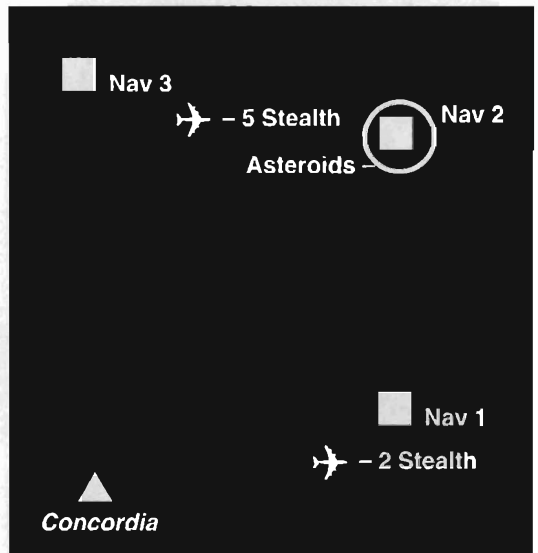 Nav 3
– 5 Stealth
Nav 2
Asteroids –
Nav 1
– 2 Stealth
Concordia